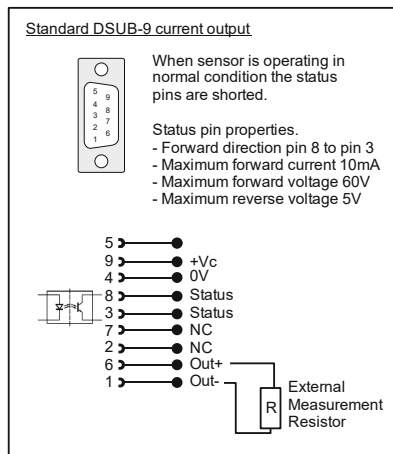 Standard DSUB-9 current output
When sensor is operating in
normal condition the status
pins are shorted.
Status pin properties.
- Forward direction pin 8 to pin 3
- Maximum forward current 10mA
- Maximum forward voltage 60V
- Maximum reverse voltage 5V
5
9
4
8
3
7
2
6
1
5
9 +Vc
4 0V
8 Status
3 Status
7 NC
2 NC
6 Out+
1 Out-
R
External
Measurement
Resistor